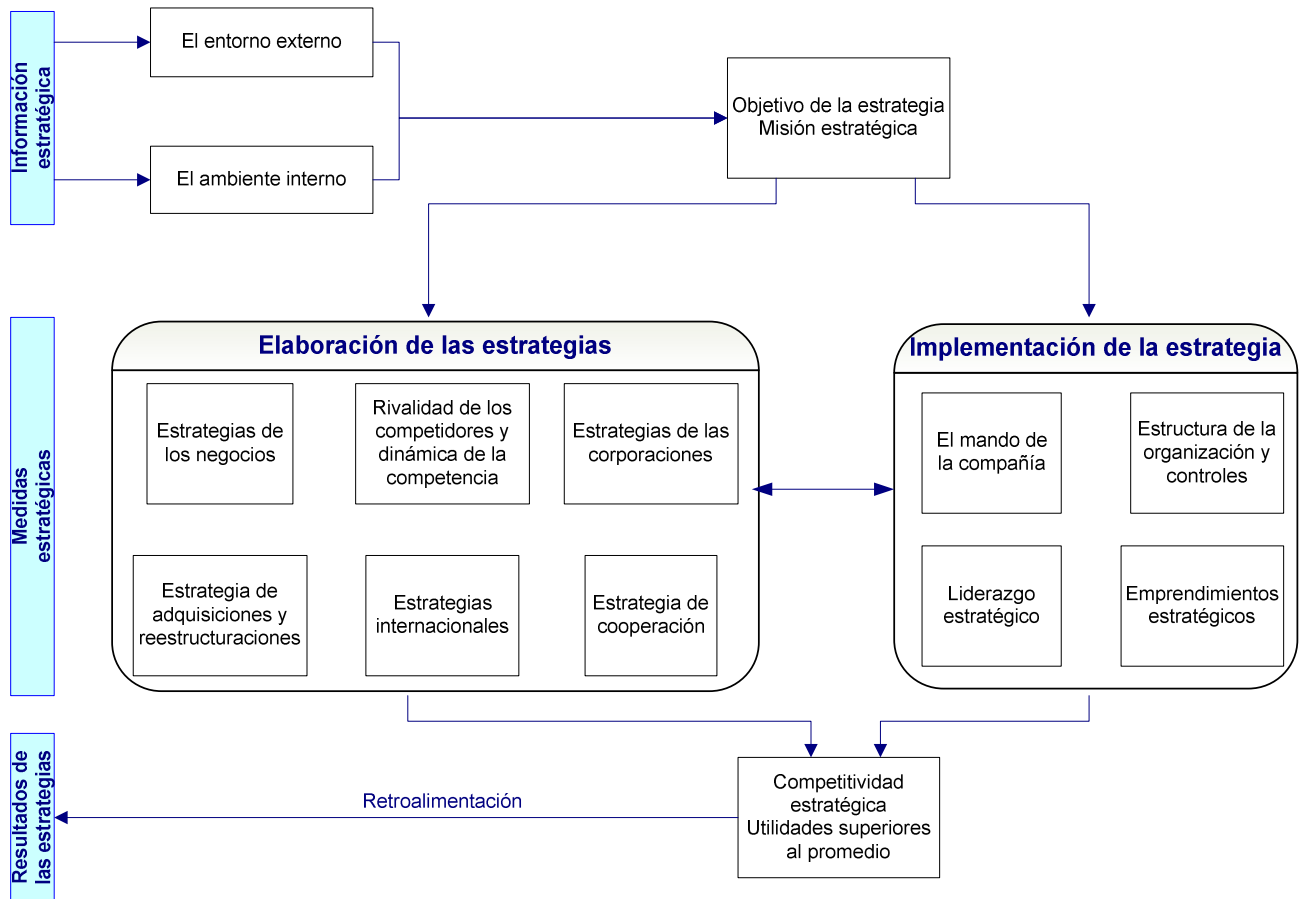 Información
estratégica
El entorno externo
El ambiente interno
Objetivo de la estrategia
Misión estratégica
Medidas
estratégicas
Elaboración de las estrategias
Estrategias de
los negocios
Rivalidad de los
competidores y
dinámica de la
competencia
Estrategias de las
corporaciones
Estrategia de
adquisiciones y
reestructuraciones
Estrategias
internacionales
Estrategia de
cooperación
Implementación de la estrategia
El mando de
la compañía
Estructura de la
organización y
controles
Liderazgo
estratégico
Emprendimientos
estratégicos
Resultados de
las estrategias
Retroalimentación
Competitividad
estratégica
Utilidades superiores
al promedio